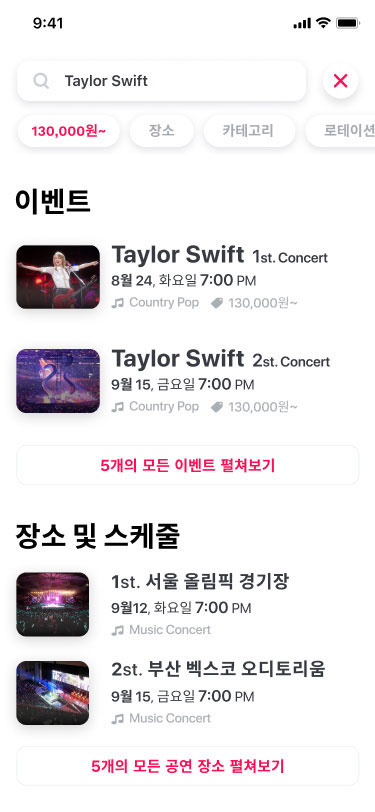 9:41
Taylor Swift
130,000원~ 장소 카테고리 로테이션
이벤트
Taylor Swift 1st. Concert
8월 24, 화요일 7:00 PM
Country Pop 130,000원~
Taylor Swift 2st. Concert
9월 15, 금요일 7:00 PM
Country Pop 130,000원~
5개의 모든 이벤트 펼쳐보기
장소 및 스케줄
1st. 서울 올림픽 경기장
9월12, 화요일 7:00 PM
Music Concert
2st. 부산 벡스코 오디토리움
9월 15, 금요일 7:00 PM
Music Concert
5개의 모든 공연 장소 펼쳐보기